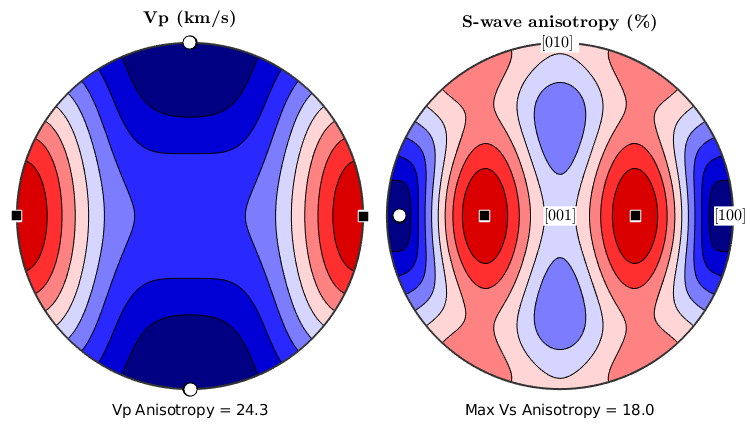 Vp (km/s)
S-wave anisotropy (%)
[010]
[001]
[100]
Vp Anisotropy = 24.3
Max Vs Anisotropy = 18.0